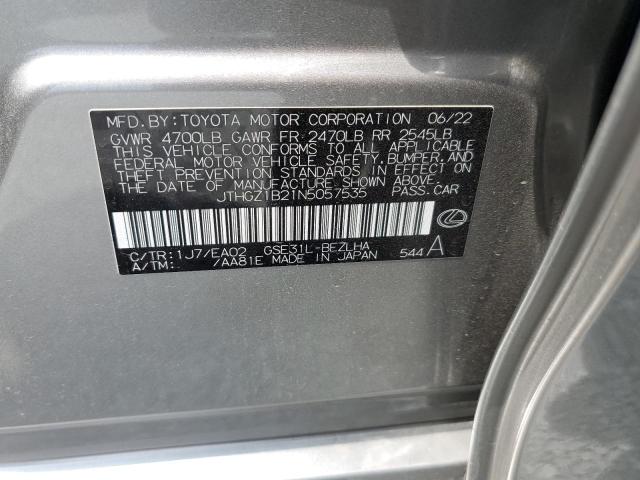 MFD.BY:TOYOTA MOTOR CORPORATION 06/22
GVWR 4700LB GAWR FR 2470LB RR 2545LB
THIS VEHICLE CONFORMS TO ALL APPLICABLE
FEDERAL MOTOR VEHICLE SAFETY,BUMPER,AND
THEFT PREVENTION STANDARDS IN EFFECT ON
THE DATE OF MANUFACTURE SHOWN ABOVE.
JTHGZ1B21N5057535 PASS.CAR
C/TR:1J7/EA02 GSE31L-BEZLHA
A/TM: /AA81E MADE IN JAPAN 544 A